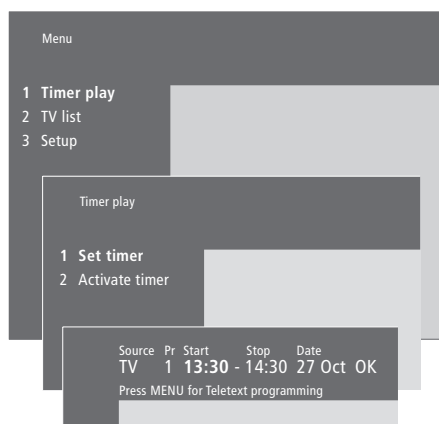 Menu
1 Timer play
2 TV list
3 Setup
Timer play
1 Set timer
2 Activate timer
Source Pr Start Stop Date
TV 1 13:30 - 14:30 27 Oct OK
Press MENU for Teletext programming